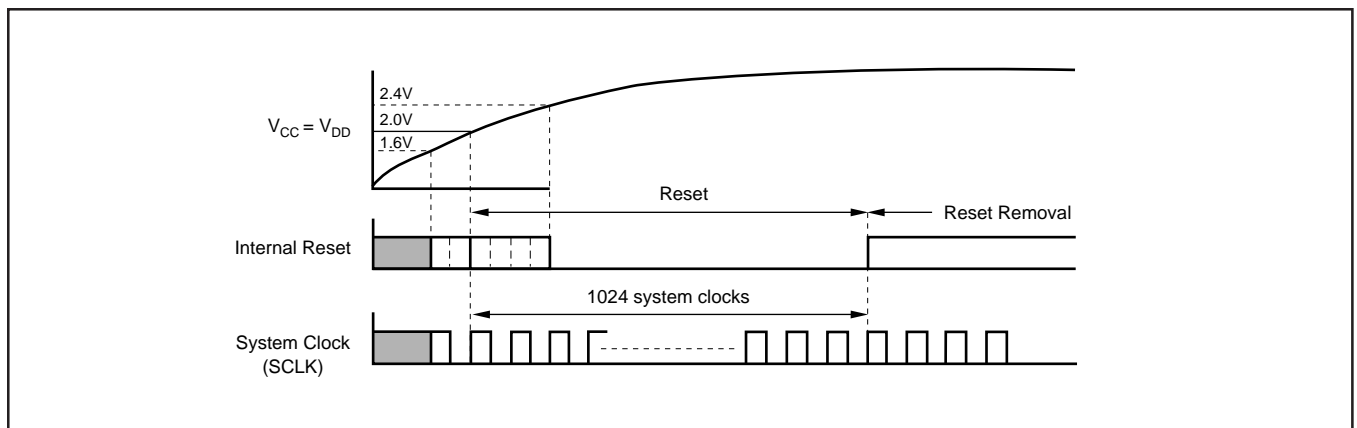 2.4V
V_CC = V_DD
2.0V
1.6V
Reset
Reset Removal
Internal Reset
1024 system clocks
System Clock
(SCLK)